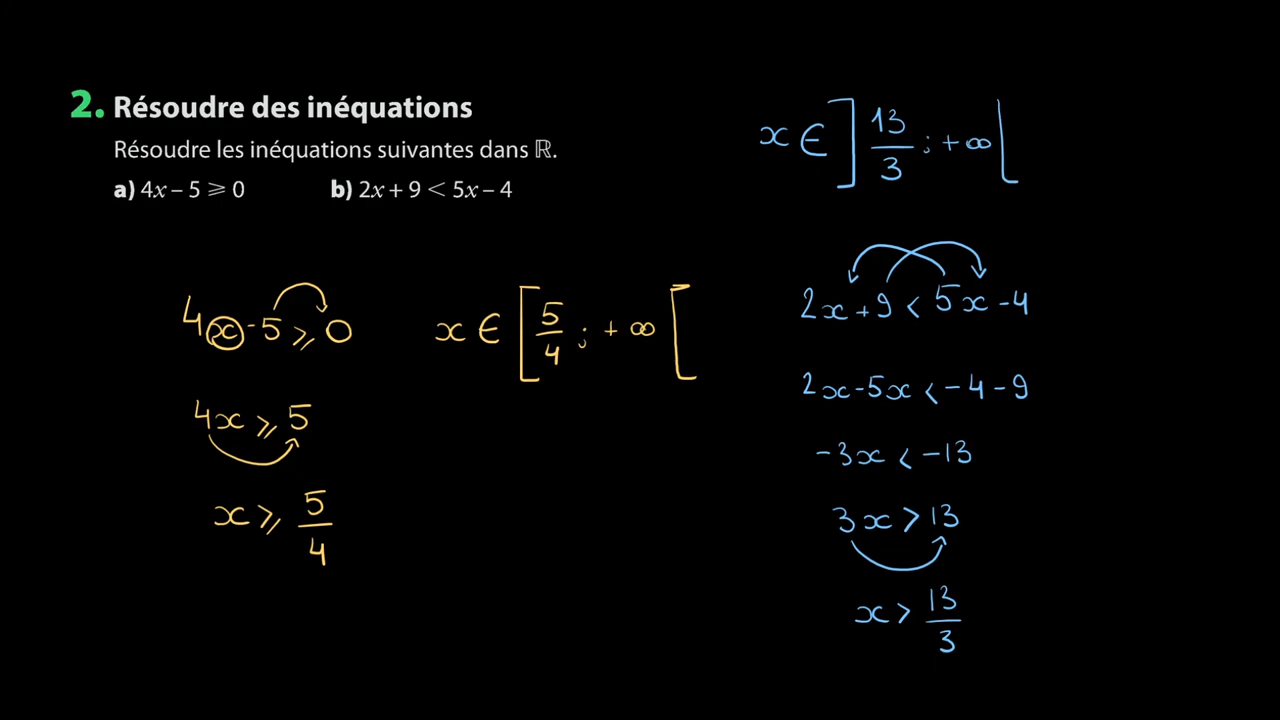 2. Résoudre des inéquations
Résoudre les inéquations suivantes dans ℝ.
a) 4x – 5 ⩾ 0 b) 2x + 9 < 5x – 4
4x - 5 ⩾ 0
4x ⩾ 5
x ⩾ 5/4
x ∈ [5/4 ; +∞[
x ∈ ]13/3 ; +∞[
2x + 9 < 5x - 4
2x - 5x < -4 - 9
-3x < -13
3x > 13
x > 13/3